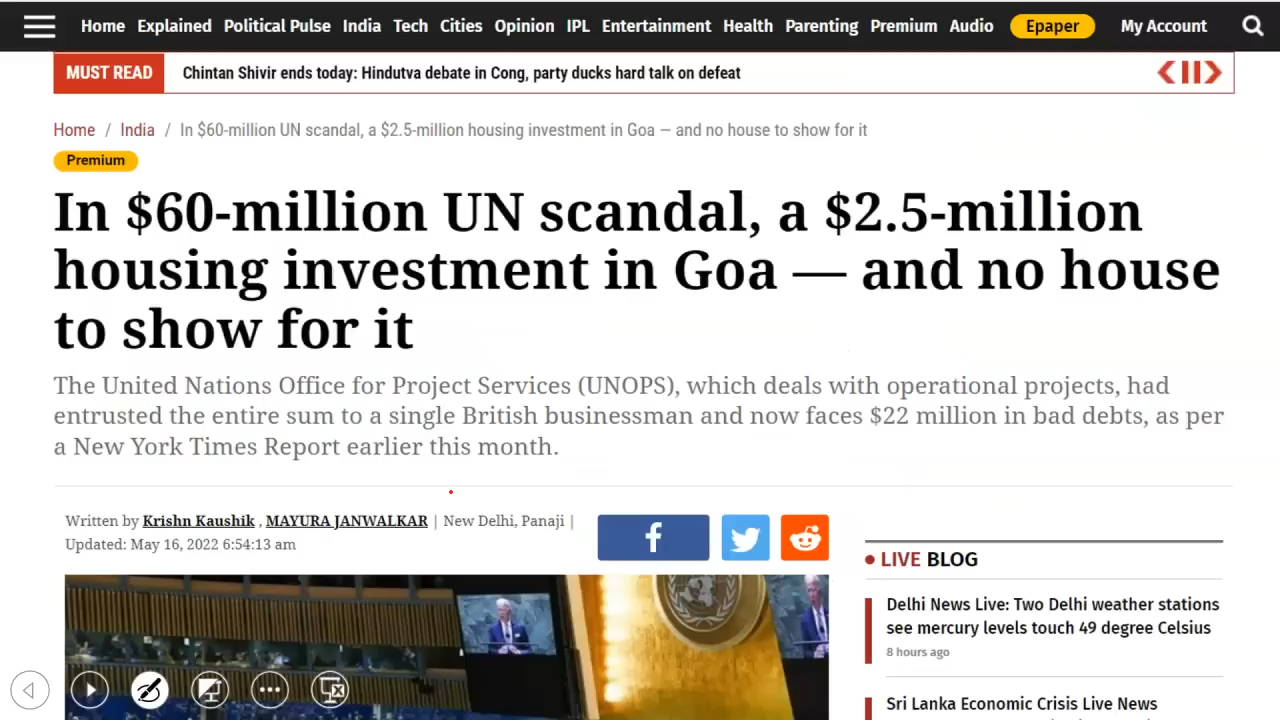 Home Explained Political Pulse India Tech Cities Opinion IPL Entertainment Health Parenting Premium Audio Epaper My Account
MUST READ Chintan Shivir ends today: Hindutva debate in Cong, party ducks hard talk on defeat
Home / India / In $60-million UN scandal, a $2.5-million housing investment in Goa — and no house to show for it
Premium
In $60-million UN scandal, a $2.5-million
housing investment in Goa — and no house
to show for it
The United Nations Office for Project Services (UNOPS), which deals with operational projects, had
entrusted the entire sum to a single British businessman and now faces $22 million in bad debts, as per
a New York Times Report earlier this month.
Written by Krishn Kaushik , MAYURA JANWALKAR | New Delhi, Panaji |
Updated: May 16, 2022 6:54:13 am
LIVE BLOG
Delhi News Live: Two Delhi weather stations
see mercury levels touch 49 degree Celsius
8 hours ago
Sri Lanka Economic Crisis Live News